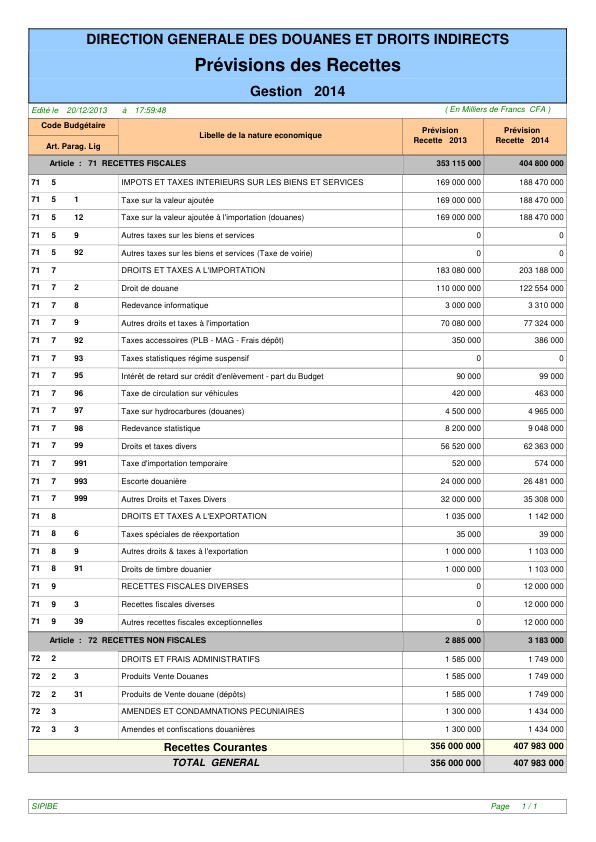 DIRECTION GENERALE DES DOUANES ET DROITS INDIRECTS
Prévisions des Recettes
Gestion 2014
Edité le 20/12/2013 à 17:59:48 ( En Milliers de Francs CFA )
Code Budgétaire
Art. Parag. Lig
Libelle de la nature economique
Prévision Recette 2013
Prévision Recette 2014
Article : 71 RECETTES FISCALES 353 115 000 404 800 000
71 5 IMPOTS ET TAXES INTERIEURS SUR LES BIENS ET SERVICES 169 000 000 188 470 000
71 5 1 Taxe sur la valeur ajoutée 169 000 000 188 470 000
71 5 12 Taxe sur la valeur ajoutée à l'importation (douanes) 169 000 000 188 470 000
71 5 9 Autres taxes sur les biens et services 0 0
71 5 92 Autres taxes sur les biens et services (Taxe de voirie) 0 0
71 7 DROITS ET TAXES A L'IMPORTATION 183 080 000 203 188 000
71 7 2 Droit de douane 110 000 000 122 554 000
71 7 8 Redevance informatique 3 000 000 3 310 000
71 7 9 Autres droits et taxes à l'importation 70 080 000 77 324 000
71 7 92 Taxes accessoires (PLB - MAG - Frais dépôt) 350 000 386 000
71 7 93 Taxes statistiques régime suspensif 0 0
71 7 95 Intérêt de retard sur crédit d'enlèvement - part du Budget 90 000 99 000
71 7 96 Taxe de circulation sur véhicules 420 000 463 000
71 7 97 Taxe sur hydrocarbures (douanes) 4 500 000 4 965 000
71 7 98 Redevance statistique 8 200 000 9 048 000
71 7 99 Droits et taxes divers 56 520 000 62 363 000
71 7 991 Taxe d'importation temporaire 520 000 574 000
71 7 993 Escorte douanière 24 000 000 26 481 000
71 7 999 Autres Droits et Taxes Divers 32 000 000 35 308 000
71 8 DROITS ET TAXES A L'EXPORTATION 1 035 000 1 142 000
71 8 6 Taxes spéciales de réexportation 35 000 39 000
71 8 9 Autres droits & taxes à l'exportation 1 000 000 1 103 000
71 8 91 Droits de timbre douanier 1 000 000 1 103 000
71 9 RECETTES FISCALES DIVERSES 0 12 000 000
71 9 3 Recettes fiscales diverses 0 12 000 000
71 9 39 Autres recettes fiscales exceptionnelles 0 12 000 000
Article : 72 RECETTES NON FISCALES 2 885 000 3 183 000
72 2 DROITS ET FRAIS ADMINISTRATIFS 1 585 000 1 749 000
72 2 3 Produits Vente Douanes 1 585 000 1 749 000
72 2 31 Produits de Vente douane (dépôts) 1 585 000 1 749 000
72 3 AMENDES ET CONDAMNATIONS PECUNIAIRES 1 300 000 1 434 000
72 3 3 Amendes et confiscations douanières 1 300 000 1 434 000
Recettes Courantes 356 000 000 407 983 000
TOTAL GENERAL 356 000 000 407 983 000
SIPIBE Page 1 / 1